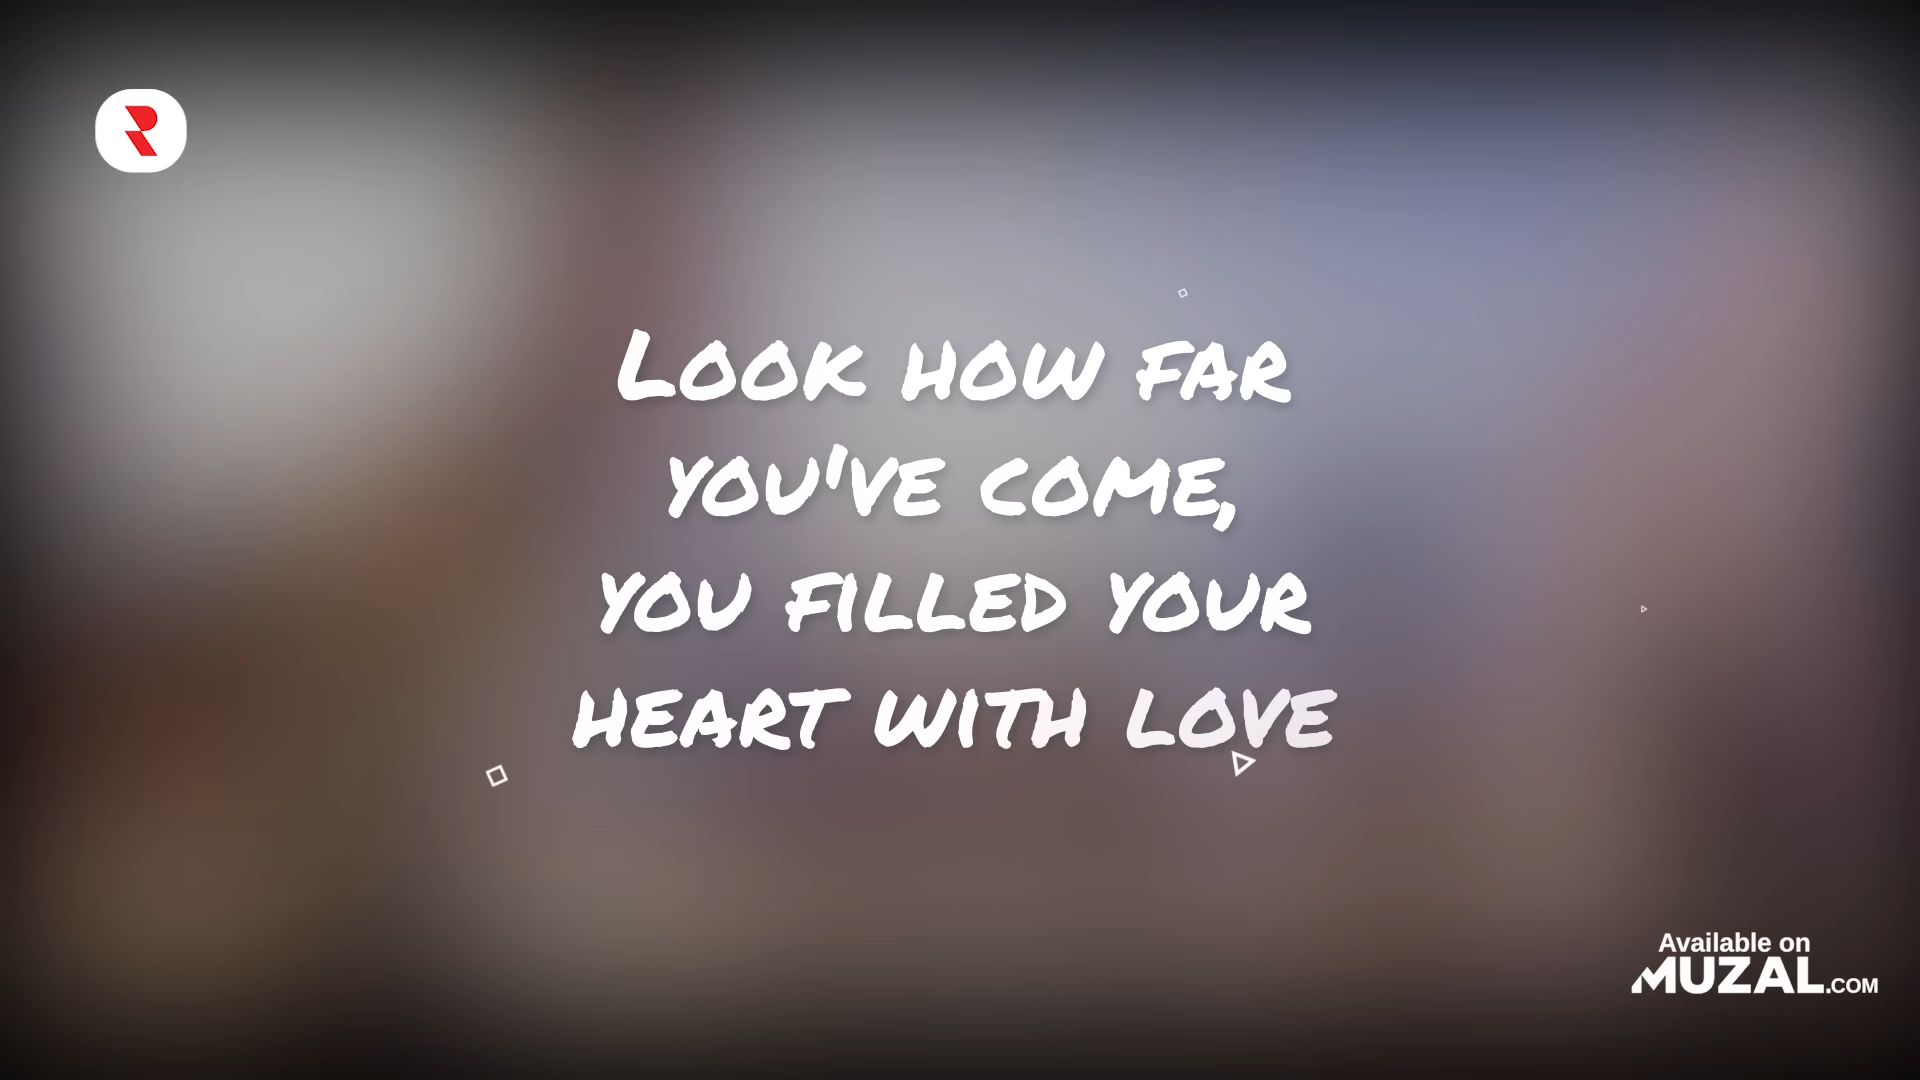 Look how far
you've come,
you filled your
heart with love
Available on
MUZAL.COM